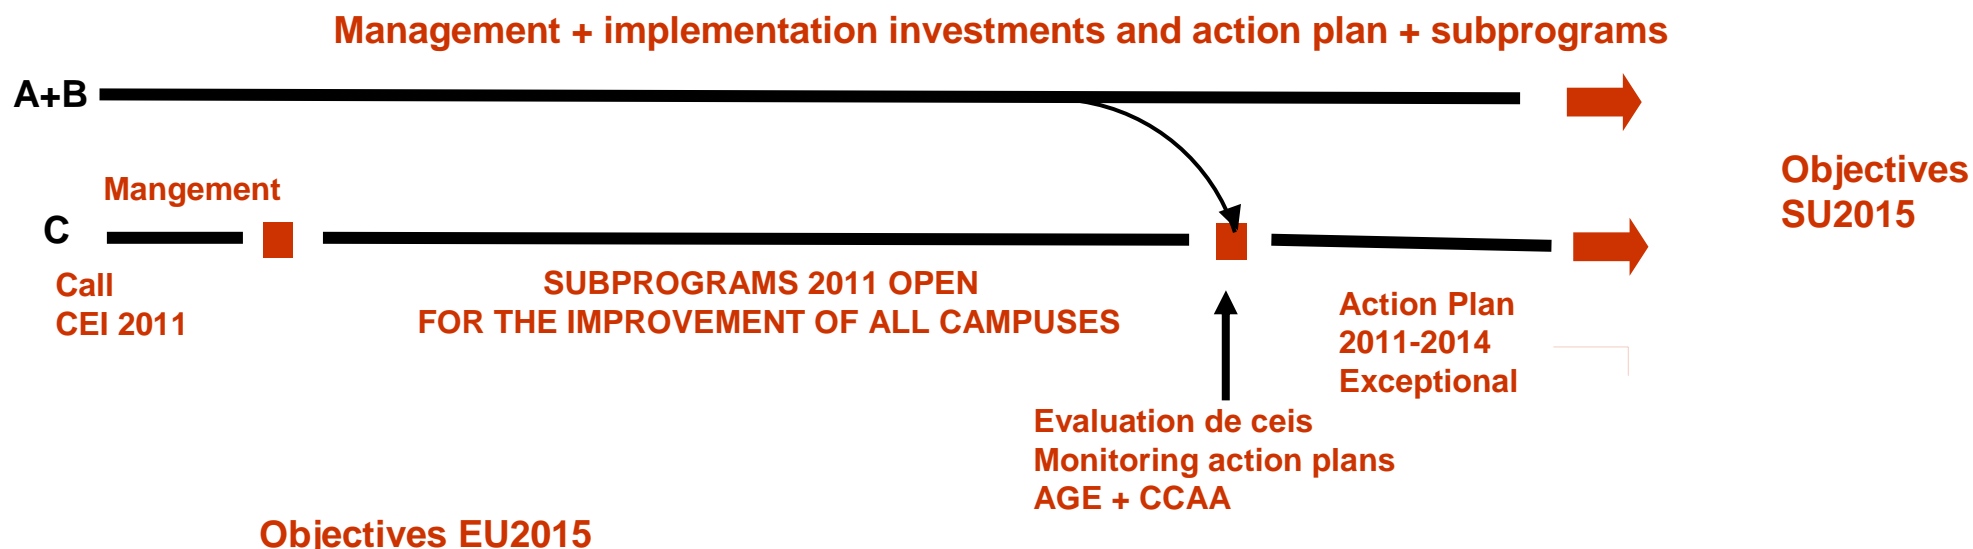 Management + implementation investments and action plan + subprograms
A+B
Objectives
SU2015
Mangement
C
Call
CEI 2011
SUBPROGRAMS 2011 OPEN
FOR THE IMPROVEMENT OF ALL CAMPUSES
Action Plan
2011-2014
Exceptional
Evaluation de ceis
Monitoring action plans
AGE + CCAA
Objectives EU2015